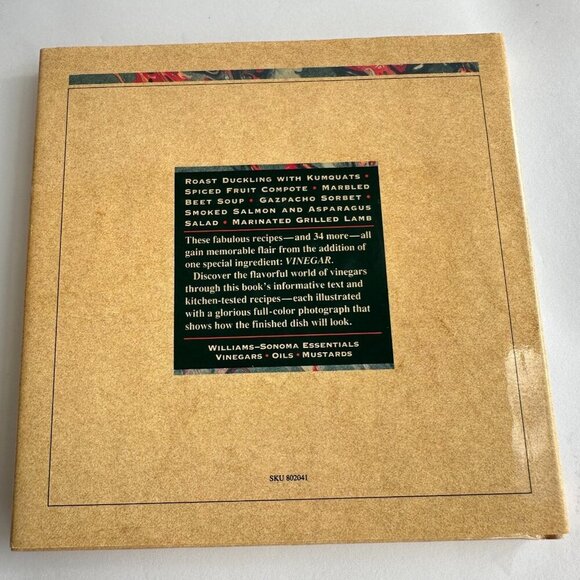 Roast Duckling with Kumquats •
Spiced Fruit Compote • Marbled
Beet Soup • Gazpacho Sorbet •
Smoked Salmon and Asparagus
Salad • Marinated Grilled Lamb
These fabulous recipes—and 34 more—all
gain memorable flair from the addition of
one special ingredient: VINEGAR.
Discover the flavorful world of vinegars
through this book's informative text and
kitchen-tested recipes—each illustrated
with a glorious full-color photograph that
shows how the finished dish will look.
Williams–Sonoma Essentials
Vinegars • Oils • Mustards
SKU 802041